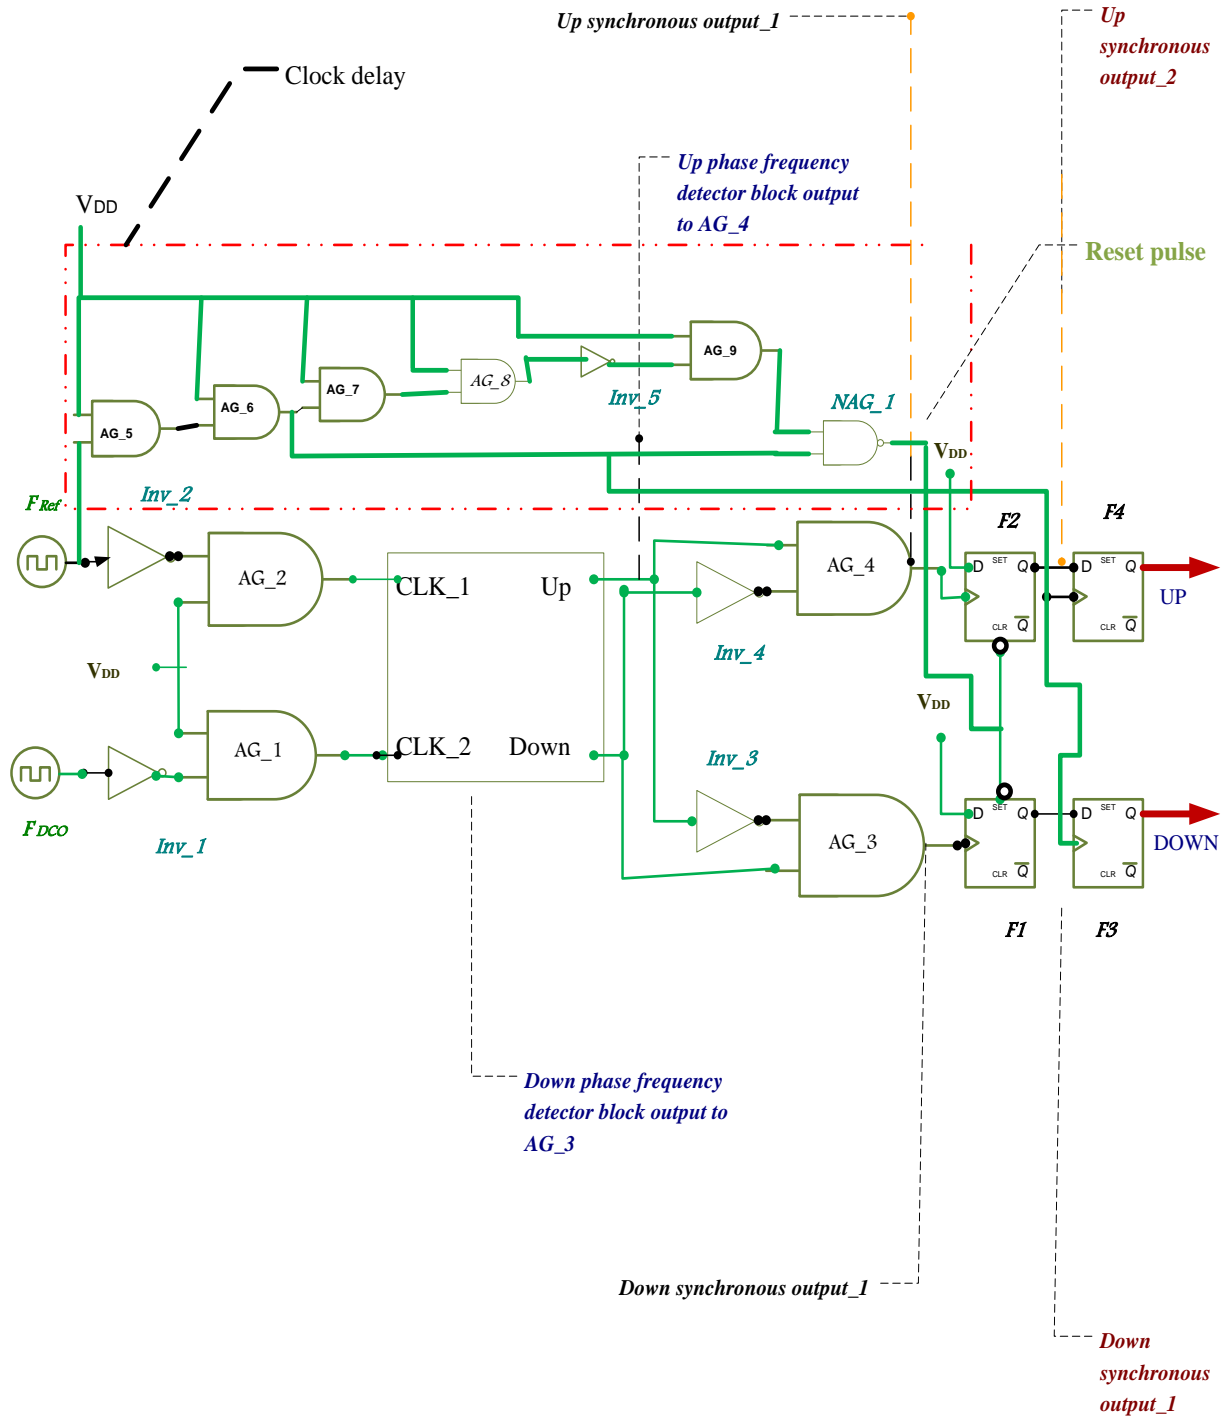 Up synchronous output_1
Up
synchronous
output_2
Clock delay
Up phase frequency
detector block output
to AG_4
VDD
Reset pulse
AG_9
AG_8
AG_7
AG_6
AG_5
Inv_5
NAG_1
VDD
FRef
Inv_2
F2
F4
AG_2
CLK_1
Up
AG_4
D
SET
Q
CLR
Q
D
SET
Q
CLR
Q
UP
Inv_4
VDD
VDD
AG_1
CLK_2
Down
Inv_3
FDCO
Inv_1
AG_3
D
SET
Q
CLR
Q
D
SET
Q
CLR
Q
DOWN
F1
F3
Down phase frequency
detector block output to
AG_3
Down synchronous output_1
Down
synchronous
output_1